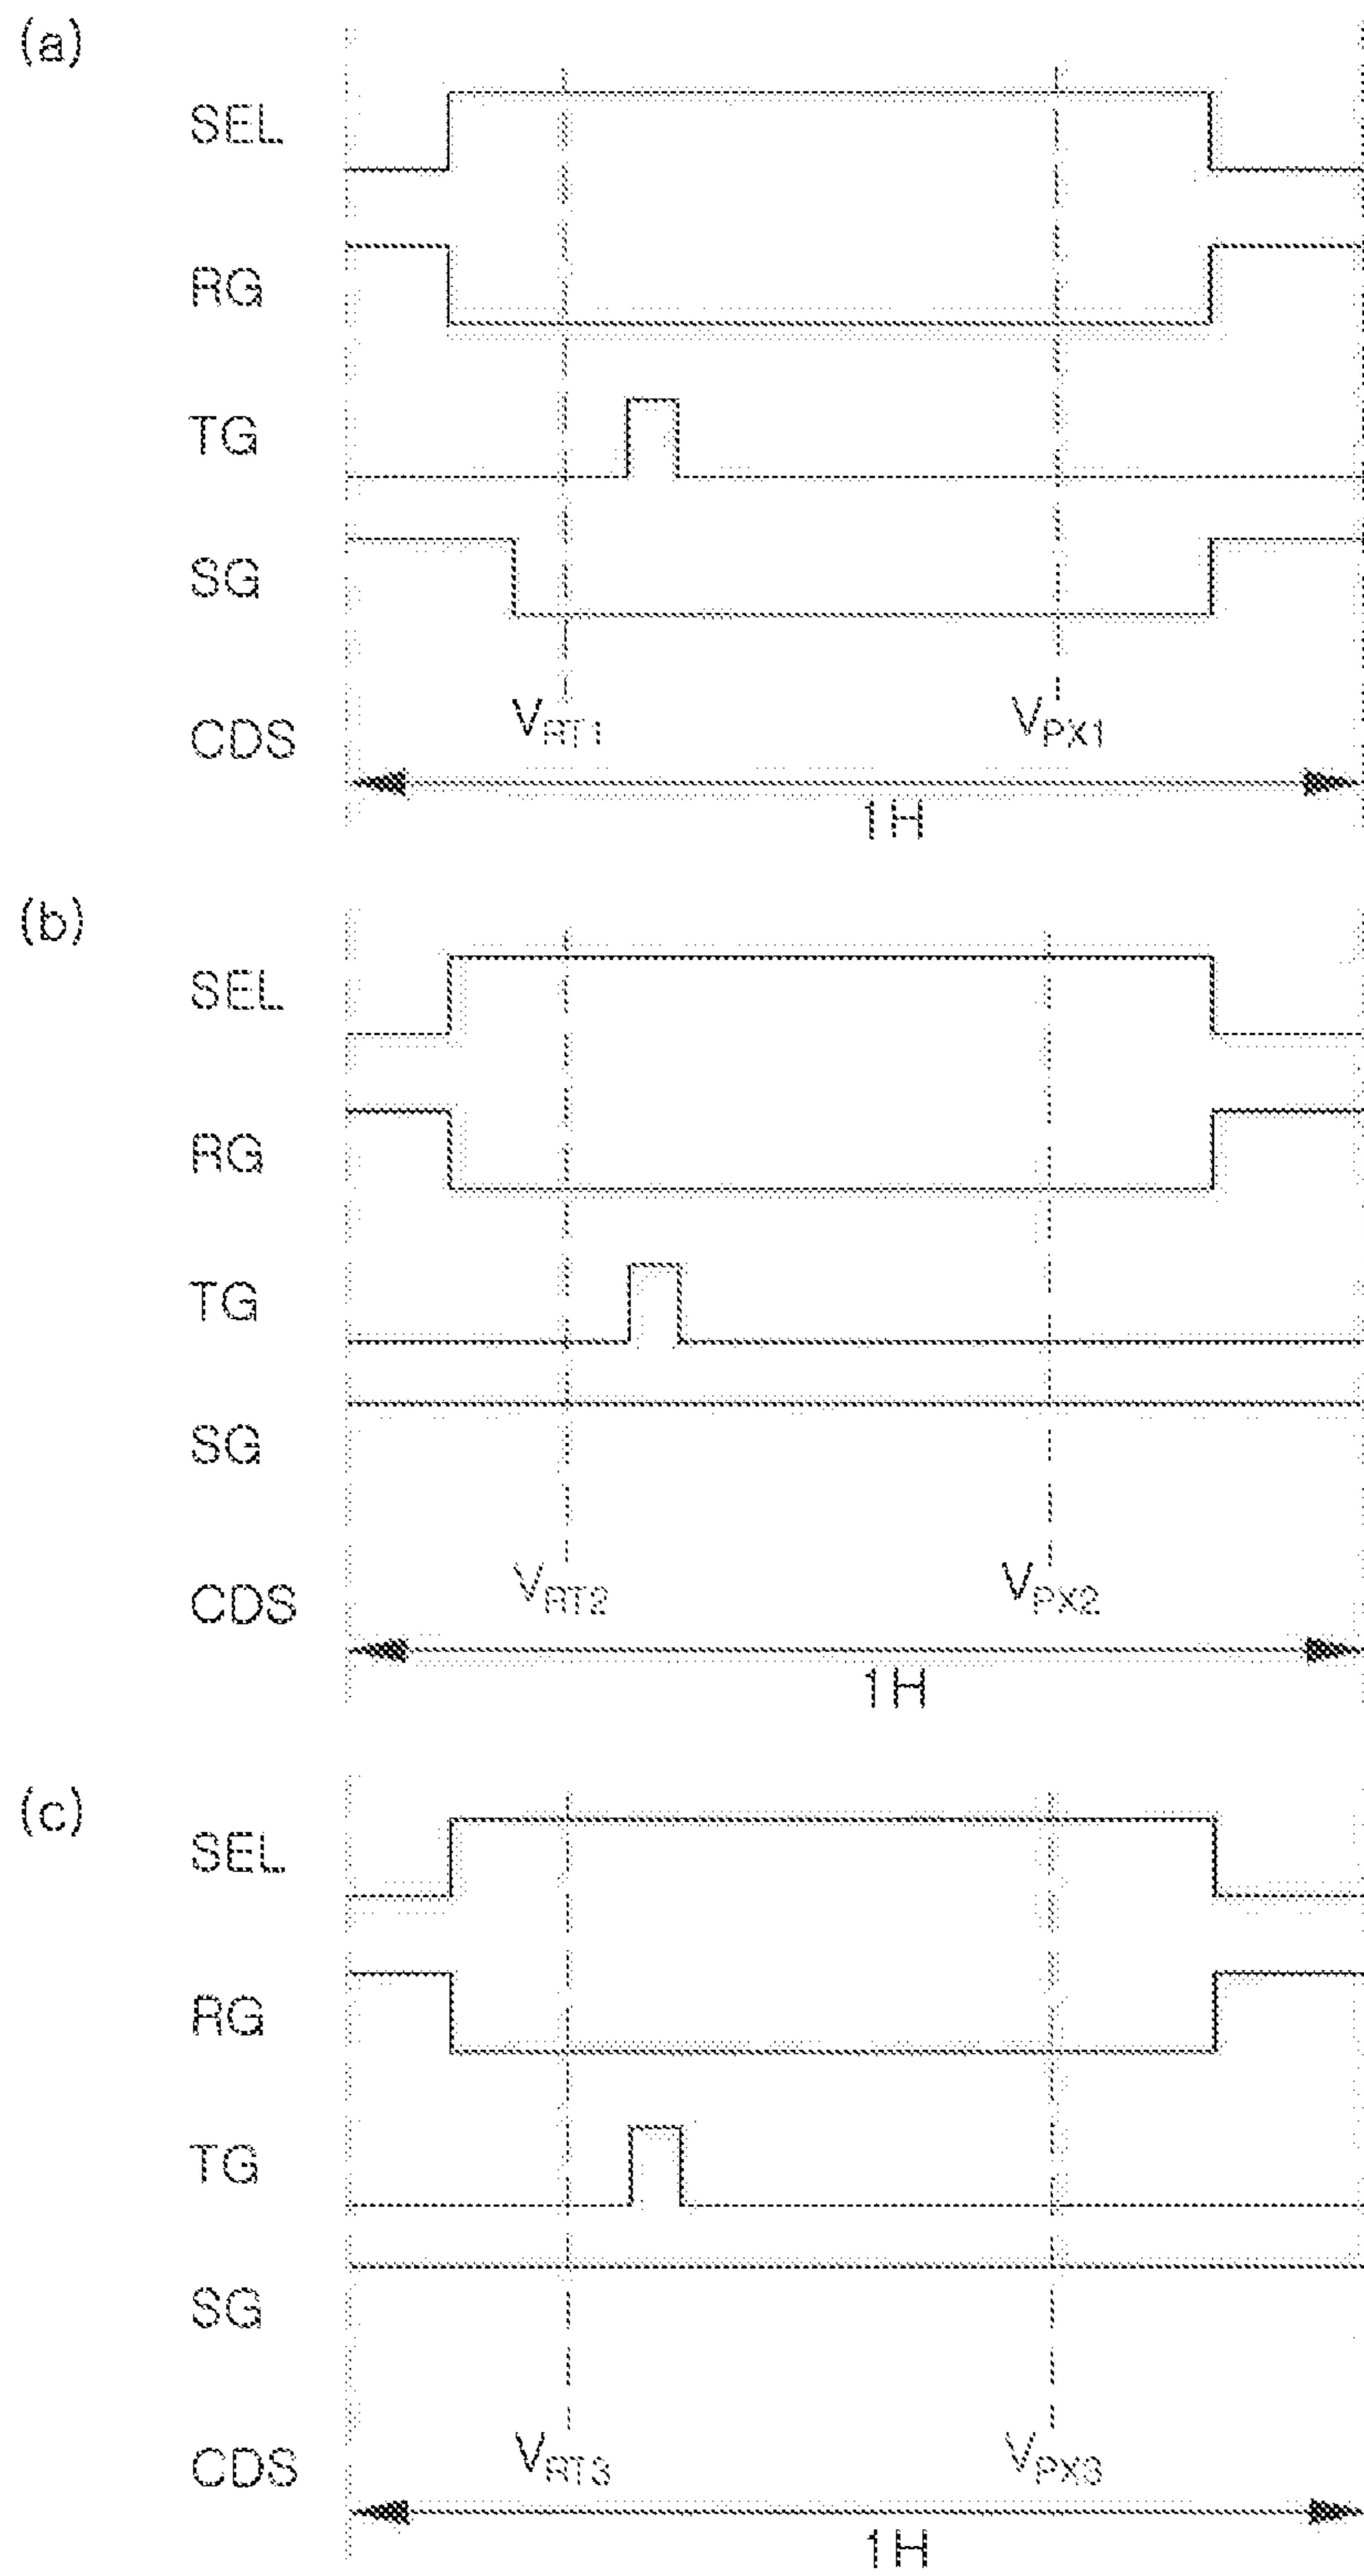 (a)
SEL
RG
TG
SG
CDS
VRT1 VPX1
1H
(b)
SEL
RG
TG
SG
CDS
VRT2 VPX2
1H
(c)
SEL
RG
TG
SG
CDS
VRT3 VPX3
1H